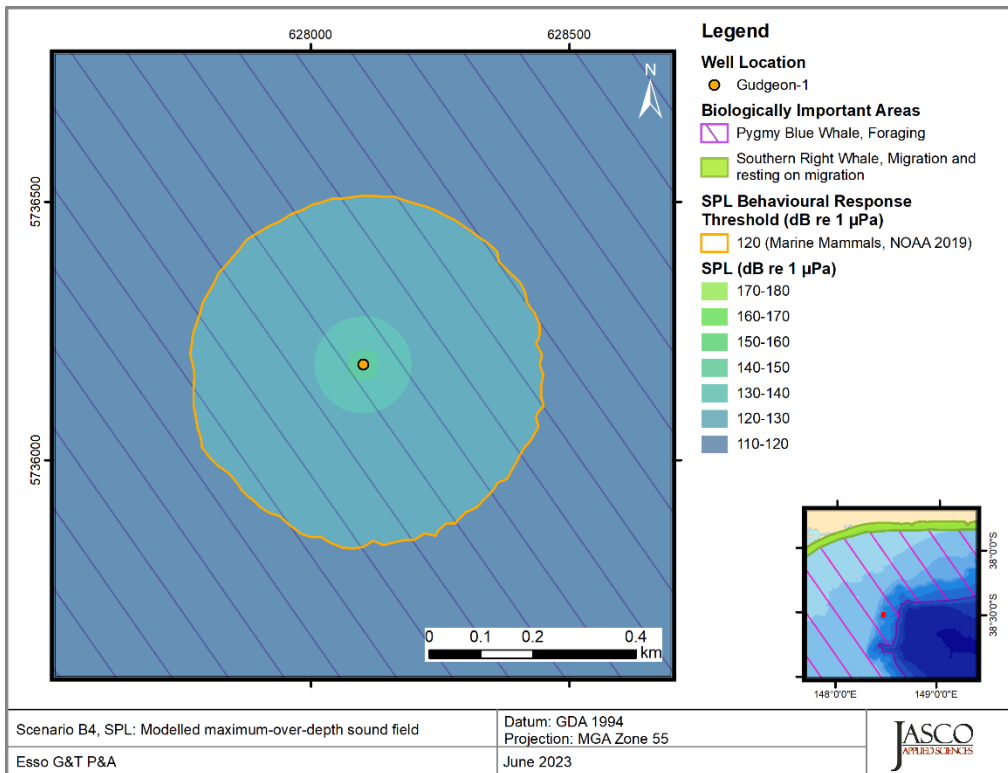 628000
628500
5736500
5736000
N
0 0.1 0.2 0.4
km
Legend
Well Location
Gudgeon-1
Biologically Important Areas
Pygmy Blue Whale, Foraging
Southern Right Whale, Migration and
resting on migration
SPL Behavioural Response
Threshold (dB re 1 µPa)
120 (Marine Mammals, NOAA 2019)
SPL (dB re 1 µPa)
170-180
160-170
150-160
140-150
130-140
120-130
110-120
38°0'0"S
38°30'0"S
148°0'0"E
149°0'0"E
Scenario B4, SPL: Modelled maximum-over-depth sound field
Esso G&T P&A
Datum: GDA 1994
Projection: MGA Zone 55
June 2023
JASCO
APPLIED SCIENCES